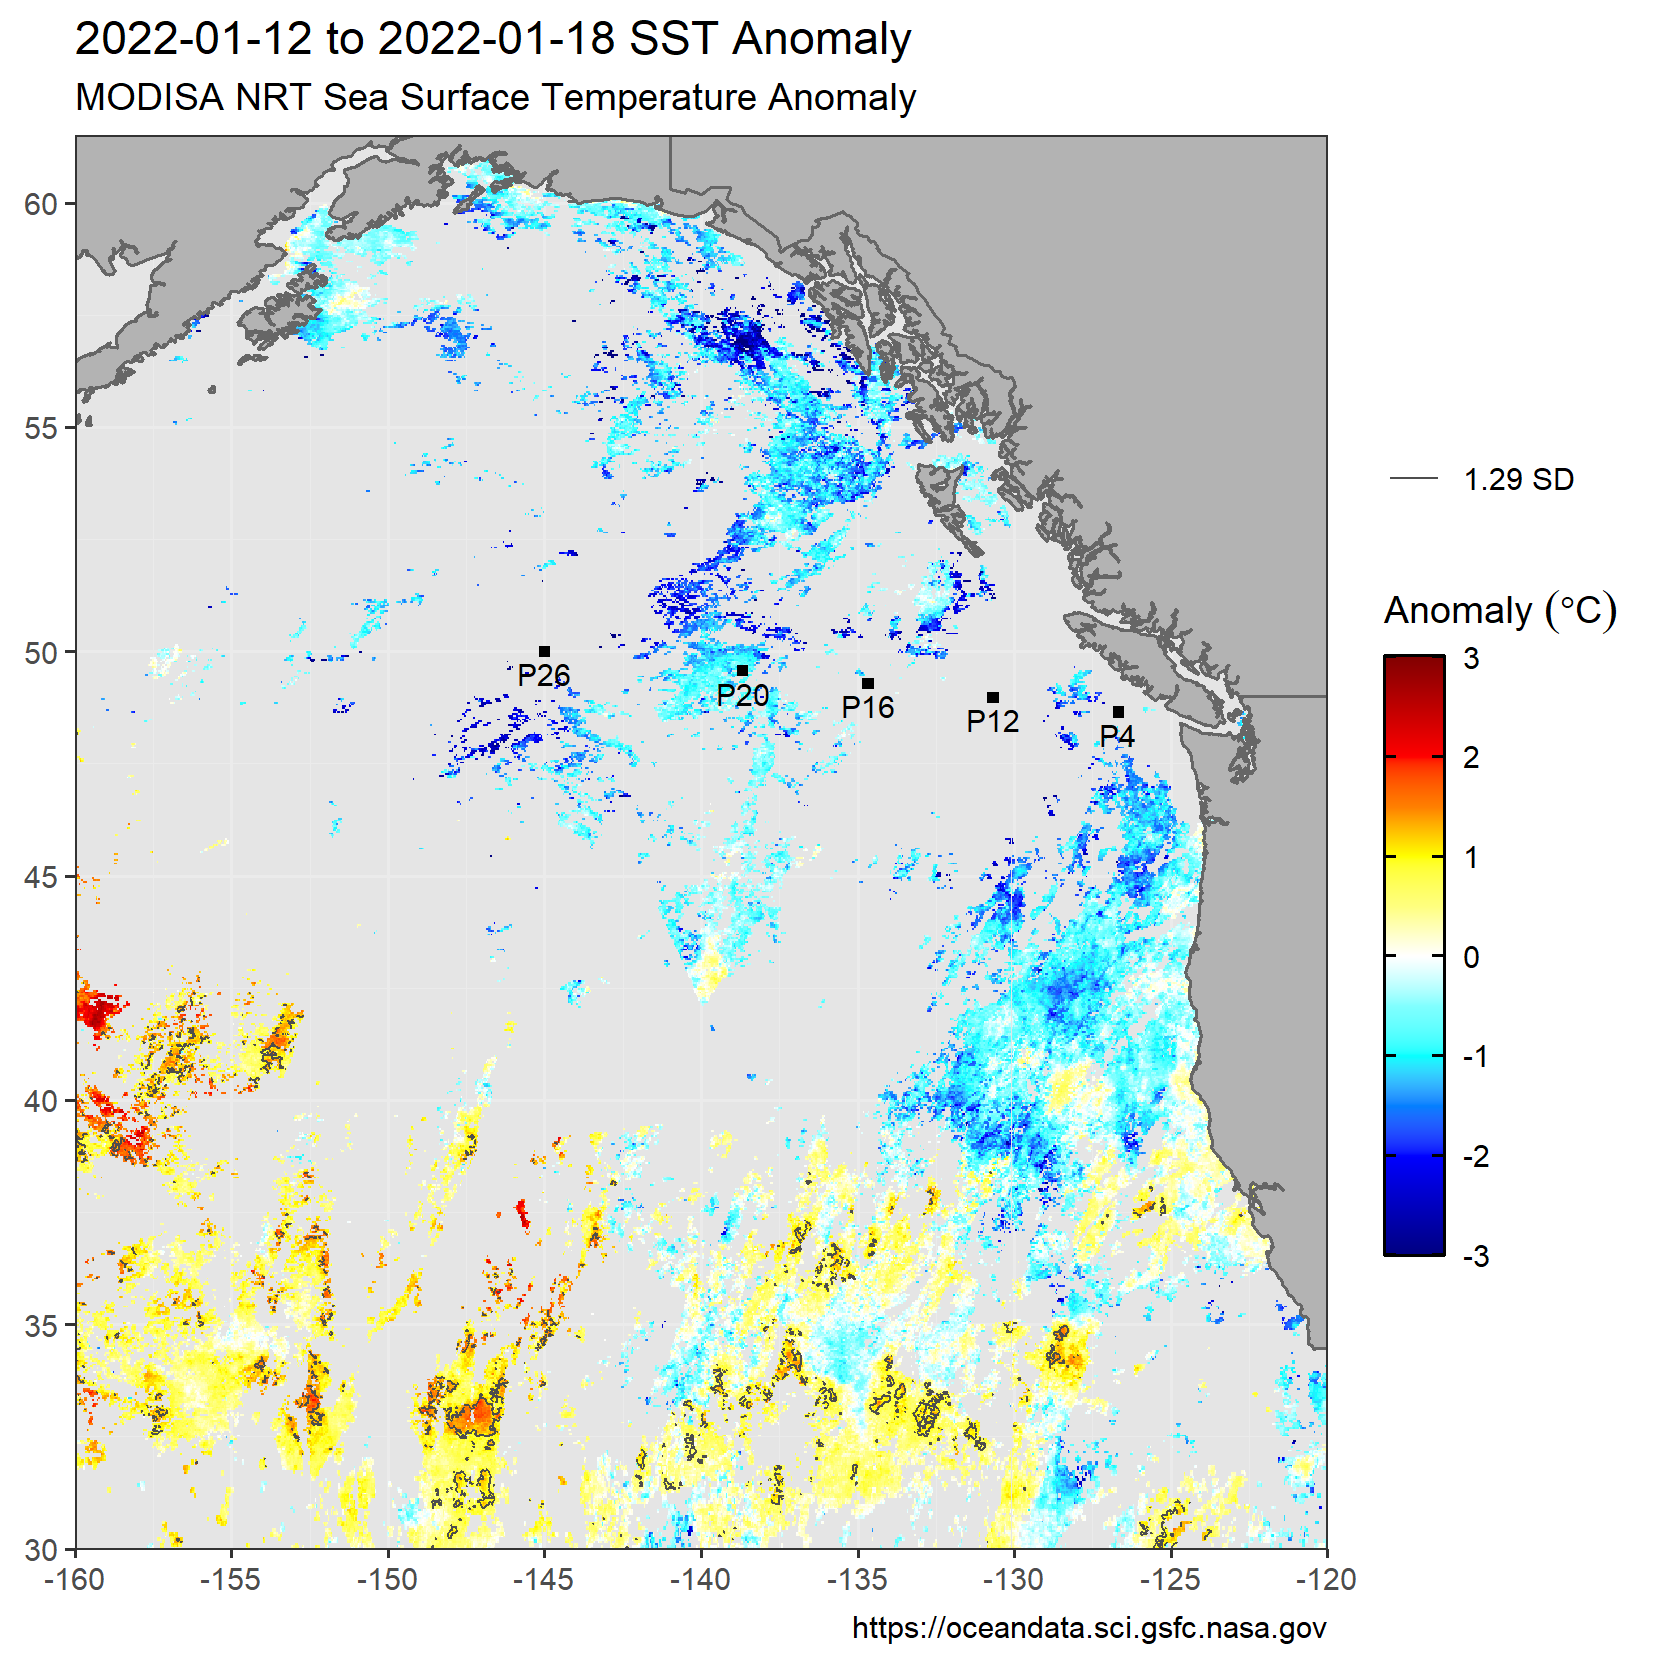 2022-01-12 to 2022-01-18 SST Anomaly
MODISA NRT Sea Surface Temperature Anomaly
60
55
50
45
40
35
30
-160
-155
-150
-145
-140
-135
-130
-125
-120
P26
P20
P16
P12
P4
1.29 SD
Anomaly (°C)
3
2
1
0
-1
-2
-3
https://oceandata.sci.gsfc.nasa.gov